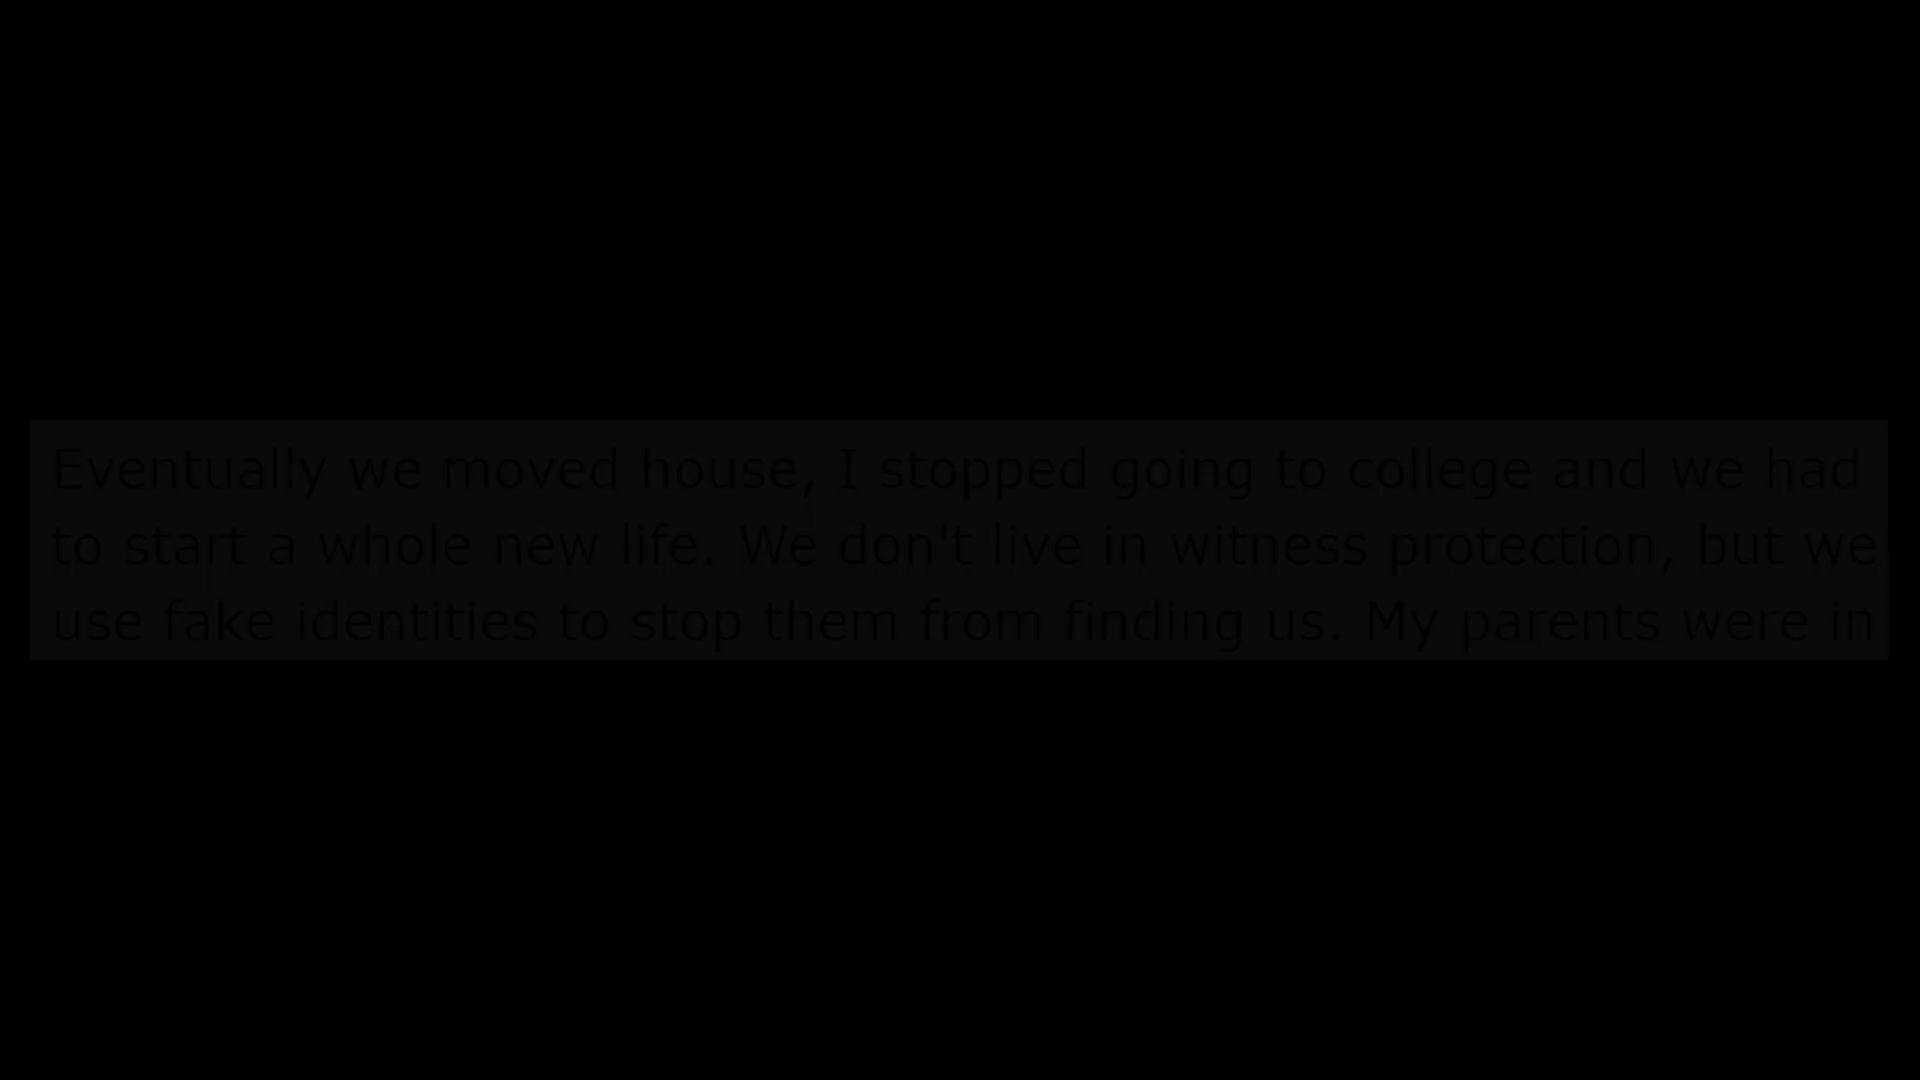 Eventually we moved house, I stopped going to college and we had
to start a whole new life. We don't live in witness protection, but we
use fake identities to stop them from finding us. My parents were in